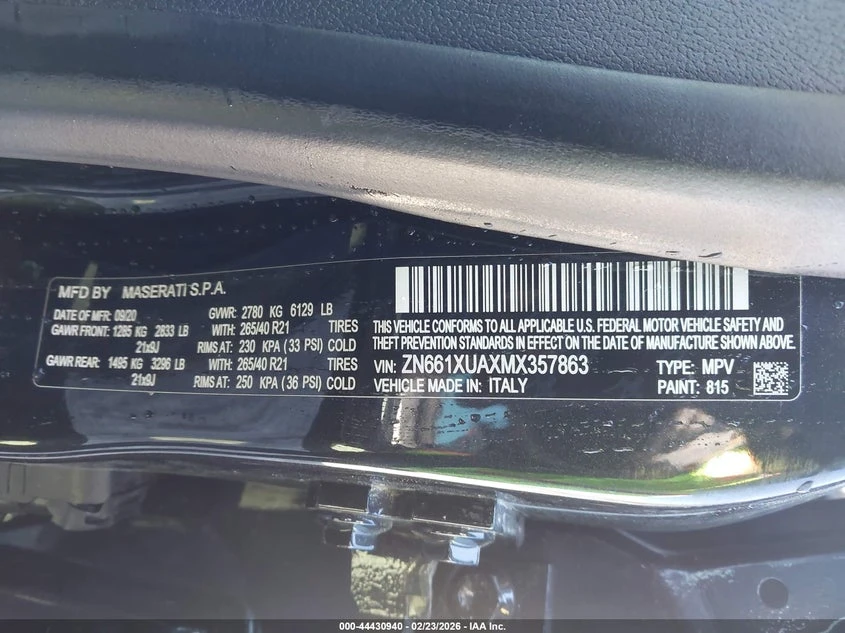 MFD BY MASERATI S.P.A.
DATE OF MFR: 09/20 GVWR: 2780 KG 6129 LB
GAWR FRONT: 1285 KG 2833 LB WITH: 265/40 R21 TIRES
21x9J RIMS AT: 230 KPA (33 PSI) COLD
GAWR REAR: 1495 KG 3296 LB WITH: 265/40 R21 TIRES
21x9J RIMS AT: 250 KPA (36 PSI) COLD
THIS VEHICLE CONFORMS TO ALL APPLICABLE U.S. FEDERAL MOTOR VEHICLE SAFETY AND
THEFT PREVENTION STANDARDS IN EFFECT ON THE DATE OF MANUFACTURE SHOWN ABOVE.
VIN: ZN661XUAXMX357863 TYPE: MPV
VEHICLE MADE IN: ITALY PAINT: 815
000-44430940 - 02/23/2026 - IAA Inc.